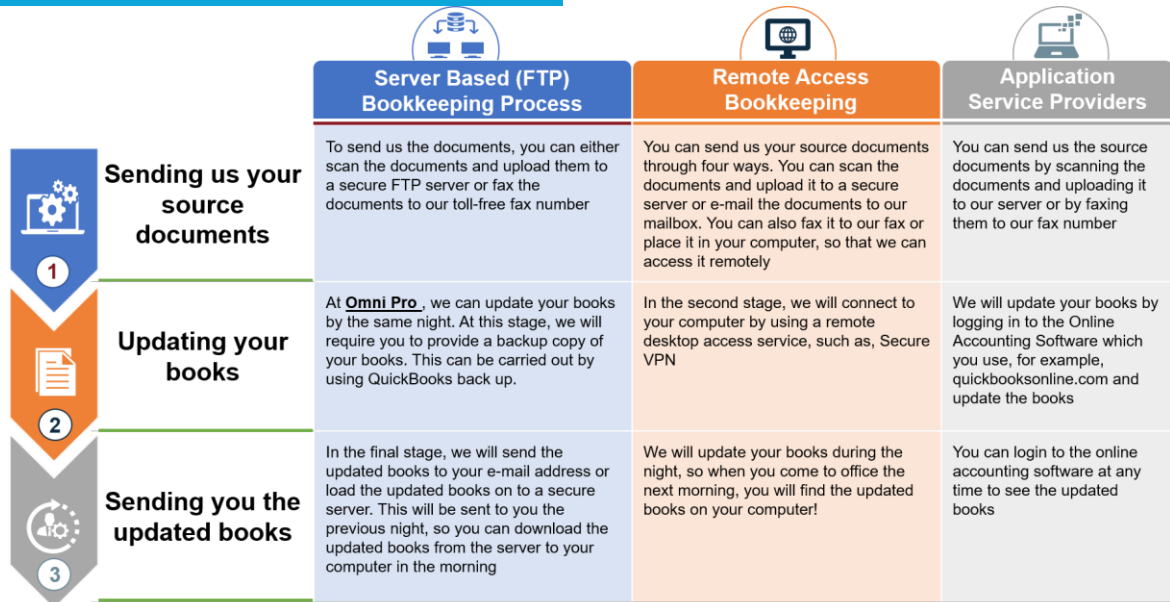 Server Based (FTP)
Bookkeeping Process
Remote Access
Bookkeeping
Application
Service Providers
1
Sending us your
source
documents
To send us the documents, you can either
scan the documents and upload them to
a secure FTP server or fax the
documents to our toll-free fax number
You can send us your source documents
through four ways. You can scan the
documents and upload it to a secure
server or e-mail the documents to our
mailbox. You can also fax it to our fax or
place it in your computer, so that we can
access it remotely
You can send us the source
documents by scanning the
documents and uploading it
to our server or by faxing
them to our fax number
2
Updating your
books
At Omni Pro , we can update your books
by the same night. At this stage, we will
require you to provide a backup copy of
your books. This can be carried out by
using QuickBooks back up.
In the second stage, we will connect to
your computer by using a remote
desktop access service, such as, Secure
VPN
We will update your books by
logging in to the Online
Accounting Software which
you use, for example,
quickbooksonline.com and
update the books
3
Sending you the
updated books
In the final stage, we will send the
updated books to your e-mail address or
load the updated books on to a secure
server. This will be sent to you the
previous night, so you can download the
updated books from the server to your
computer in the morning
We will update your books during the
night, so when you come to office the
next morning, you will find the updated
books on your computer!
You can login to the online
accounting software at any
time to see the updated
books